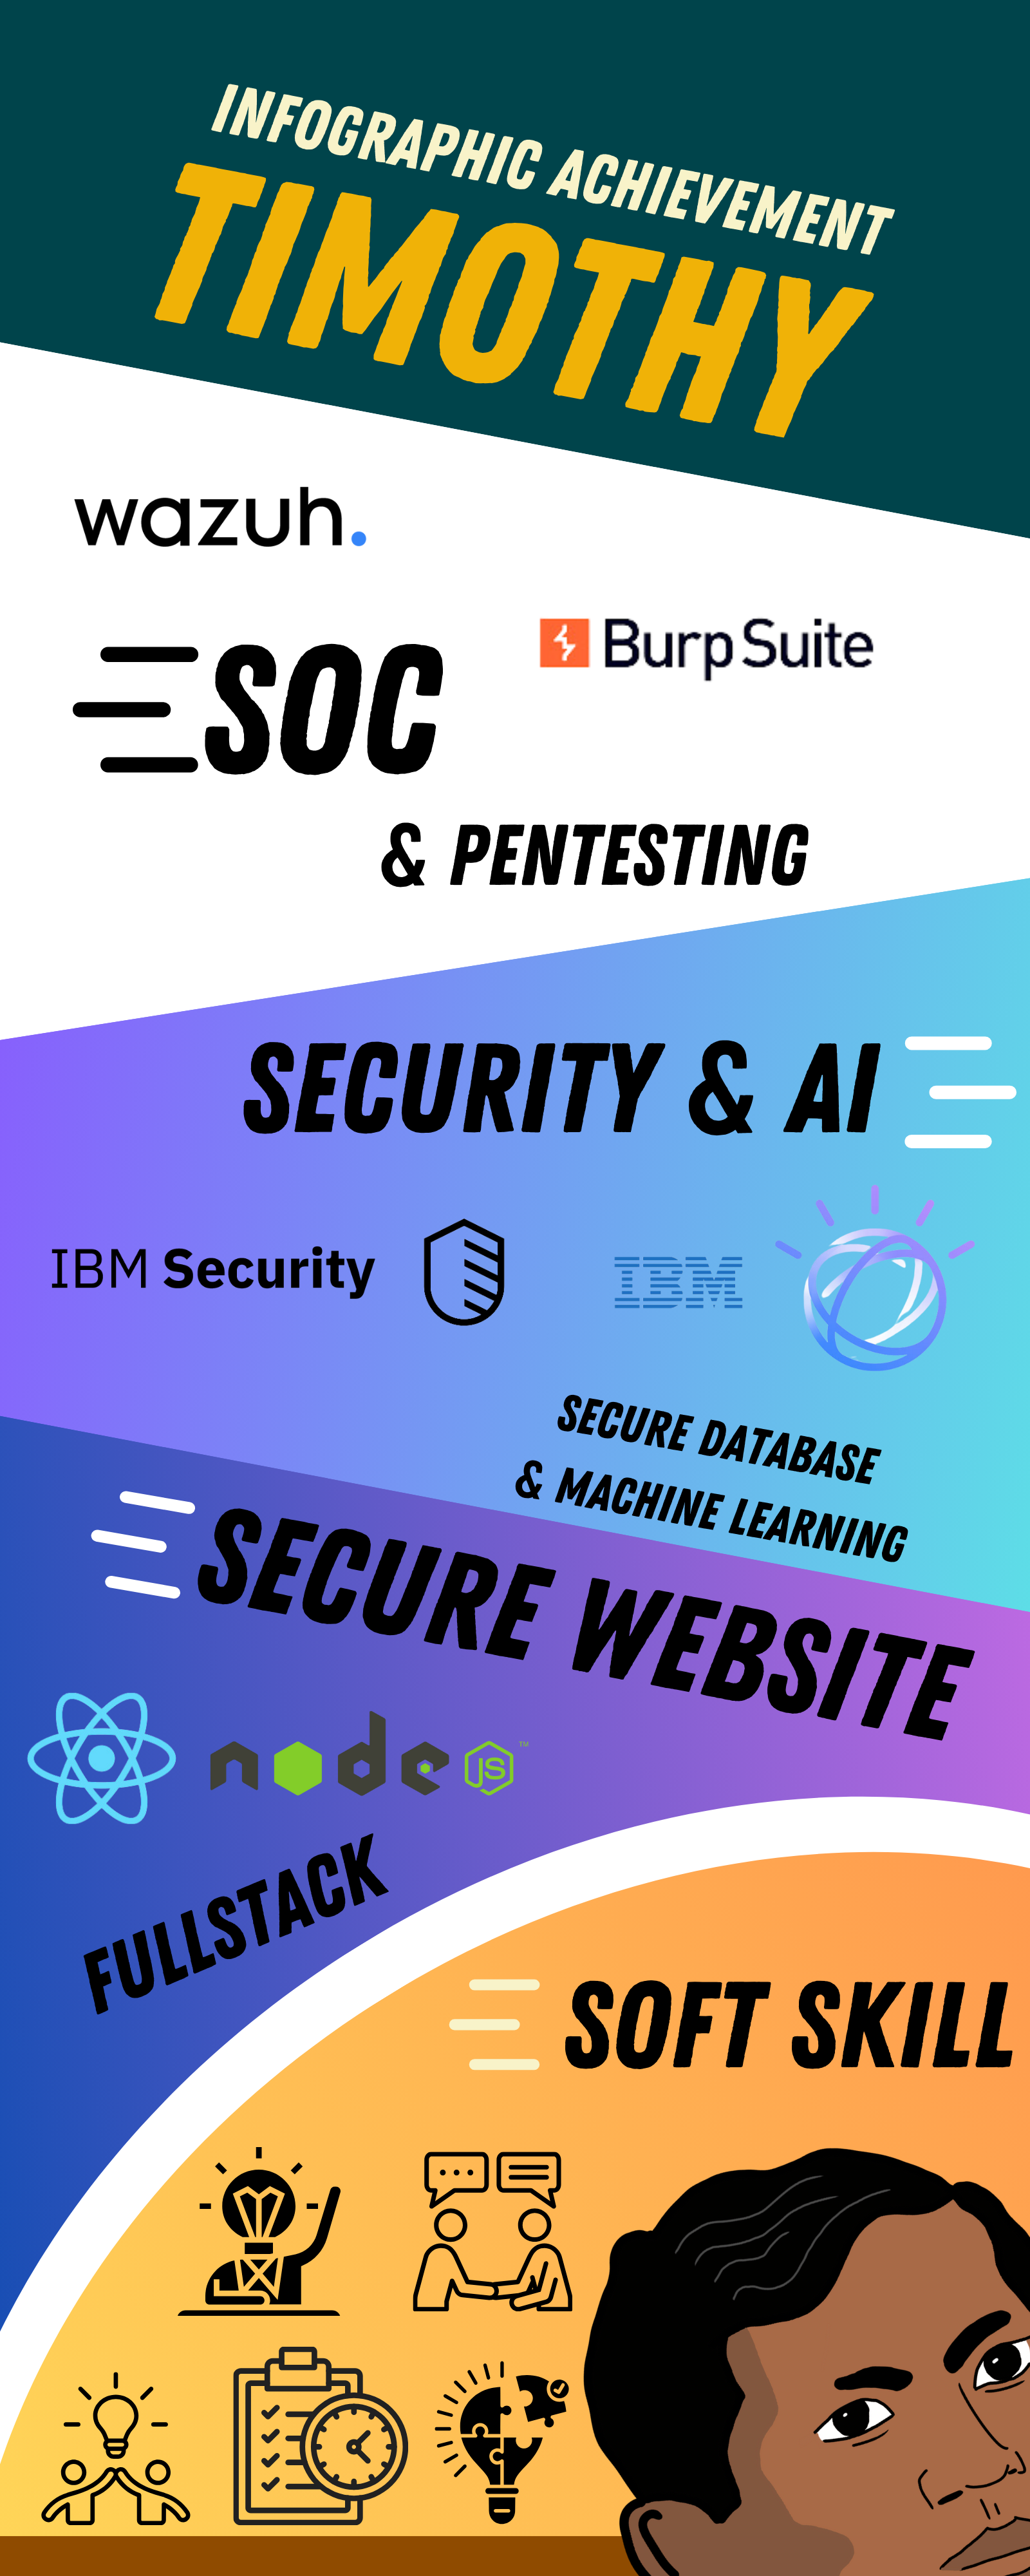 INFOGRAPHIC ACHIEVEMENT
TIMOTHY
wazuh.
Burp Suite
SOC
& PENTESTING
SECURITY & AI
IBM Security
IBM
SECURE DATABASE
& MACHINE LEARNING
SECURE WEBSITE
node JS TM
FULLSTACK
SOFT SKILL